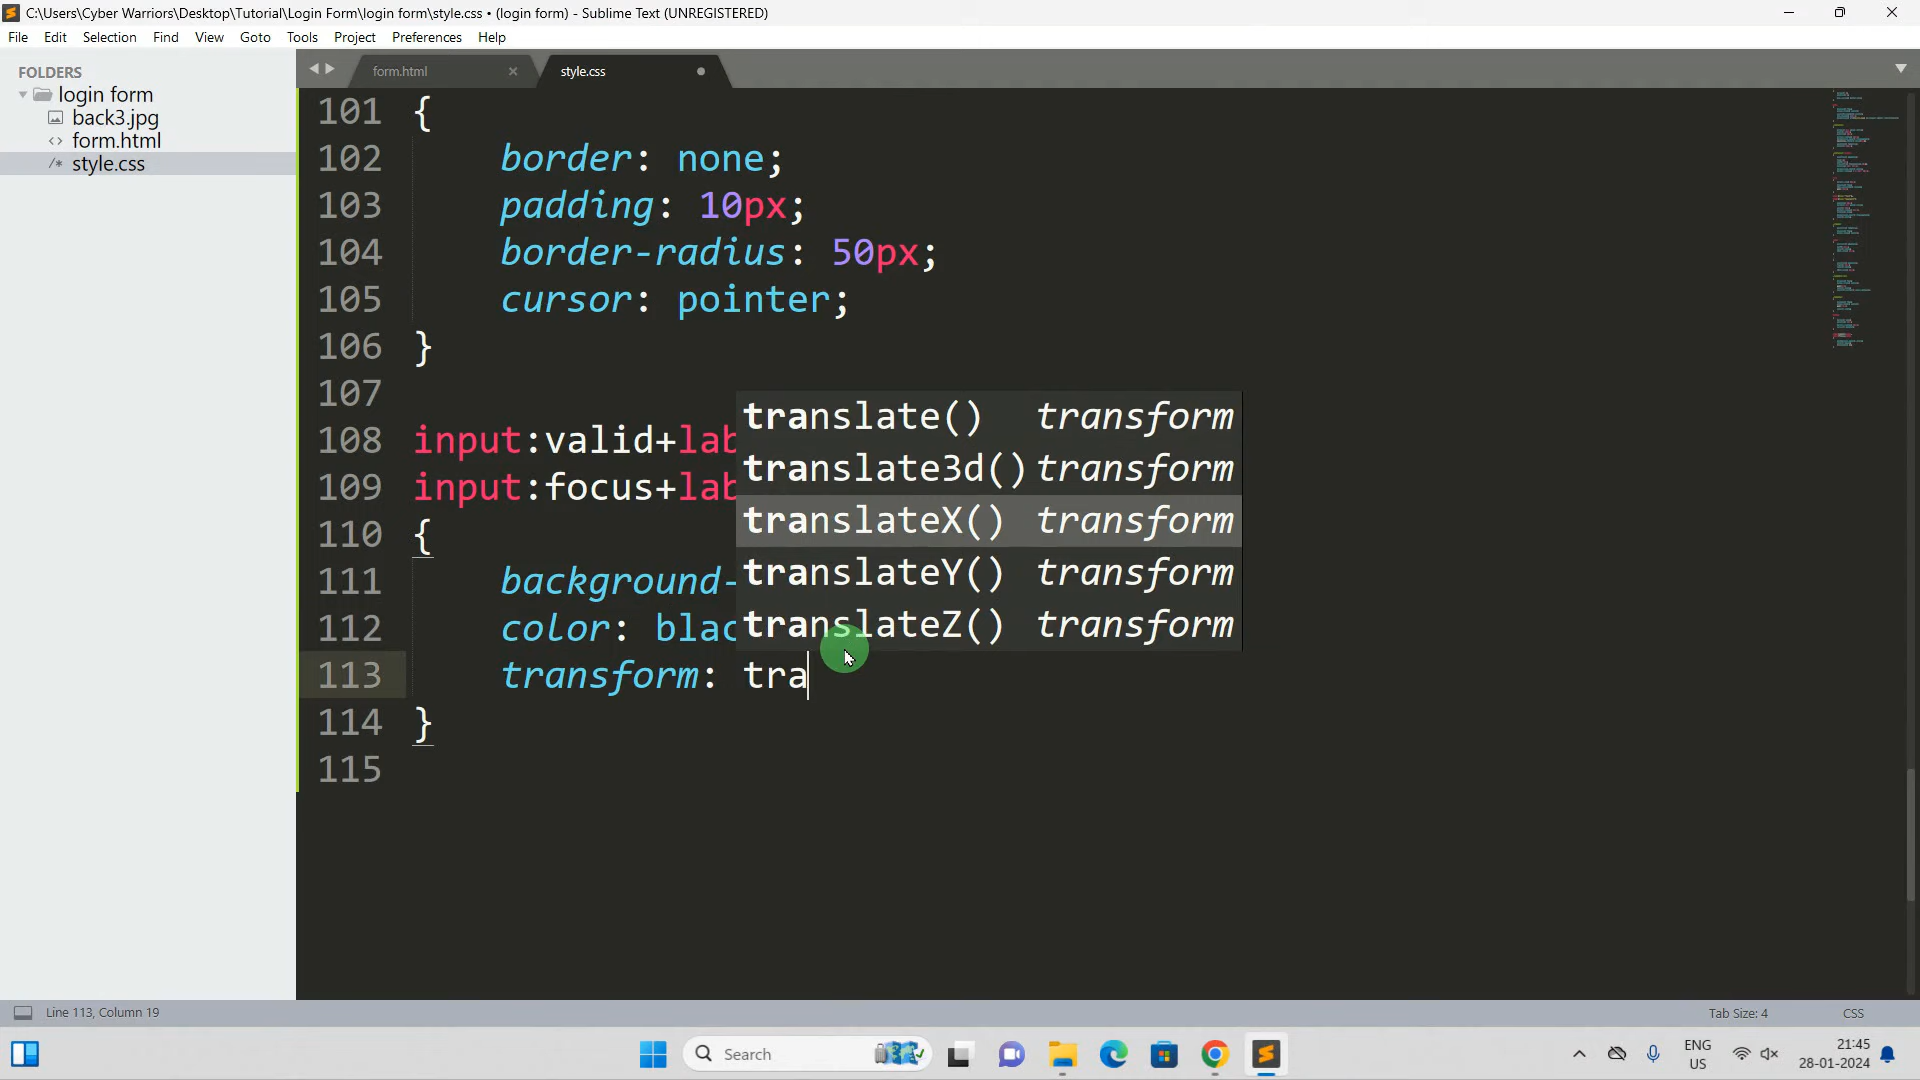 C:\Users\Cyber Warriors\Desktop\Tutorial\Login Form\login form\style.css • (login form) - Sublime Text (UNREGISTERED)
File Edit Selection Find View Goto Tools Project Preferences Help
FOLDERS
login form
back3.jpg
form.html
style.css
form.html
style.css
101 {
102 border: none;
103 padding: 10px;
104 border-radius: 50px;
105 cursor: pointer;
106 }
107
108 input:valid+lab
109 input:focus+lab
110 {
111 background-
112 color: blac
113 transform: tra
114 }
115
translate() transform
translate3d() transform
translateX() transform
translateY() transform
translateZ() transform
Line 113, Column 19
Tab Size: 4
CSS
Search
ENG
US
21:45
28-01-2024